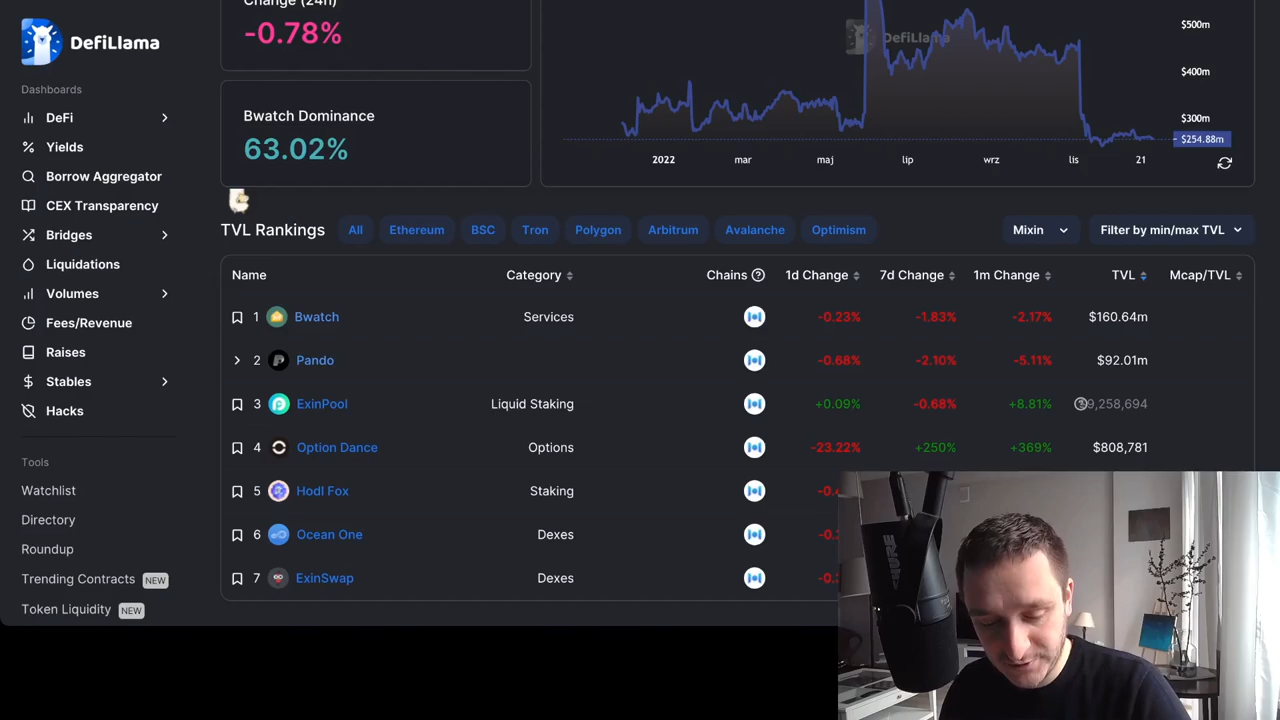 Change (24h)
-0.78%
DefiLlama
Bwatch Dominance
63.02%
DefiLlama
$500m
$400m
$300m
$254.88m
2022 mar maj lip wrz lis 21
Dashboards
DeFi
Yields
Borrow Aggregator
CEX Transparency
Bridges
Liquidations
Volumes
Fees/Revenue
Raises
Stables
Hacks
Tools
Watchlist
Directory
Roundup
Trending Contracts NEW
Token Liquidity NEW
TVL Rankings All Ethereum BSC Tron Polygon Arbitrum Avalanche Optimism Mixin Filter by min/max TVL
Name Category Chains 1d Change 7d Change 1m Change TVL Mcap/TVL
1 Bwatch Services -0.23% -1.83% -2.17% $160.64m
2 Pando -0.68% -2.10% -5.11% $92.01m
3 ExinPool Liquid Staking +0.09% -0.68% +8.81% 9,258,694
4 Option Dance Options -23.22% +250% +369% $808,781
5 Hodl Fox Staking
6 Ocean One Dexes
7 ExinSwap Dexes
SHURE